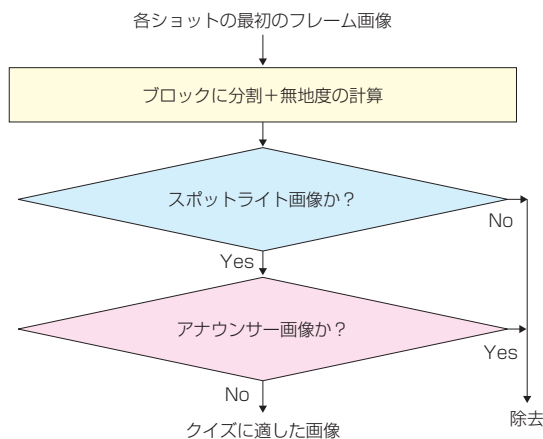 各ショットの最初のフレーム画像
ブロックに分割+無地度の計算
スポットライト画像か?
No
Yes
アナウンサー画像か?
Yes
No
除去
クイズに適した画像